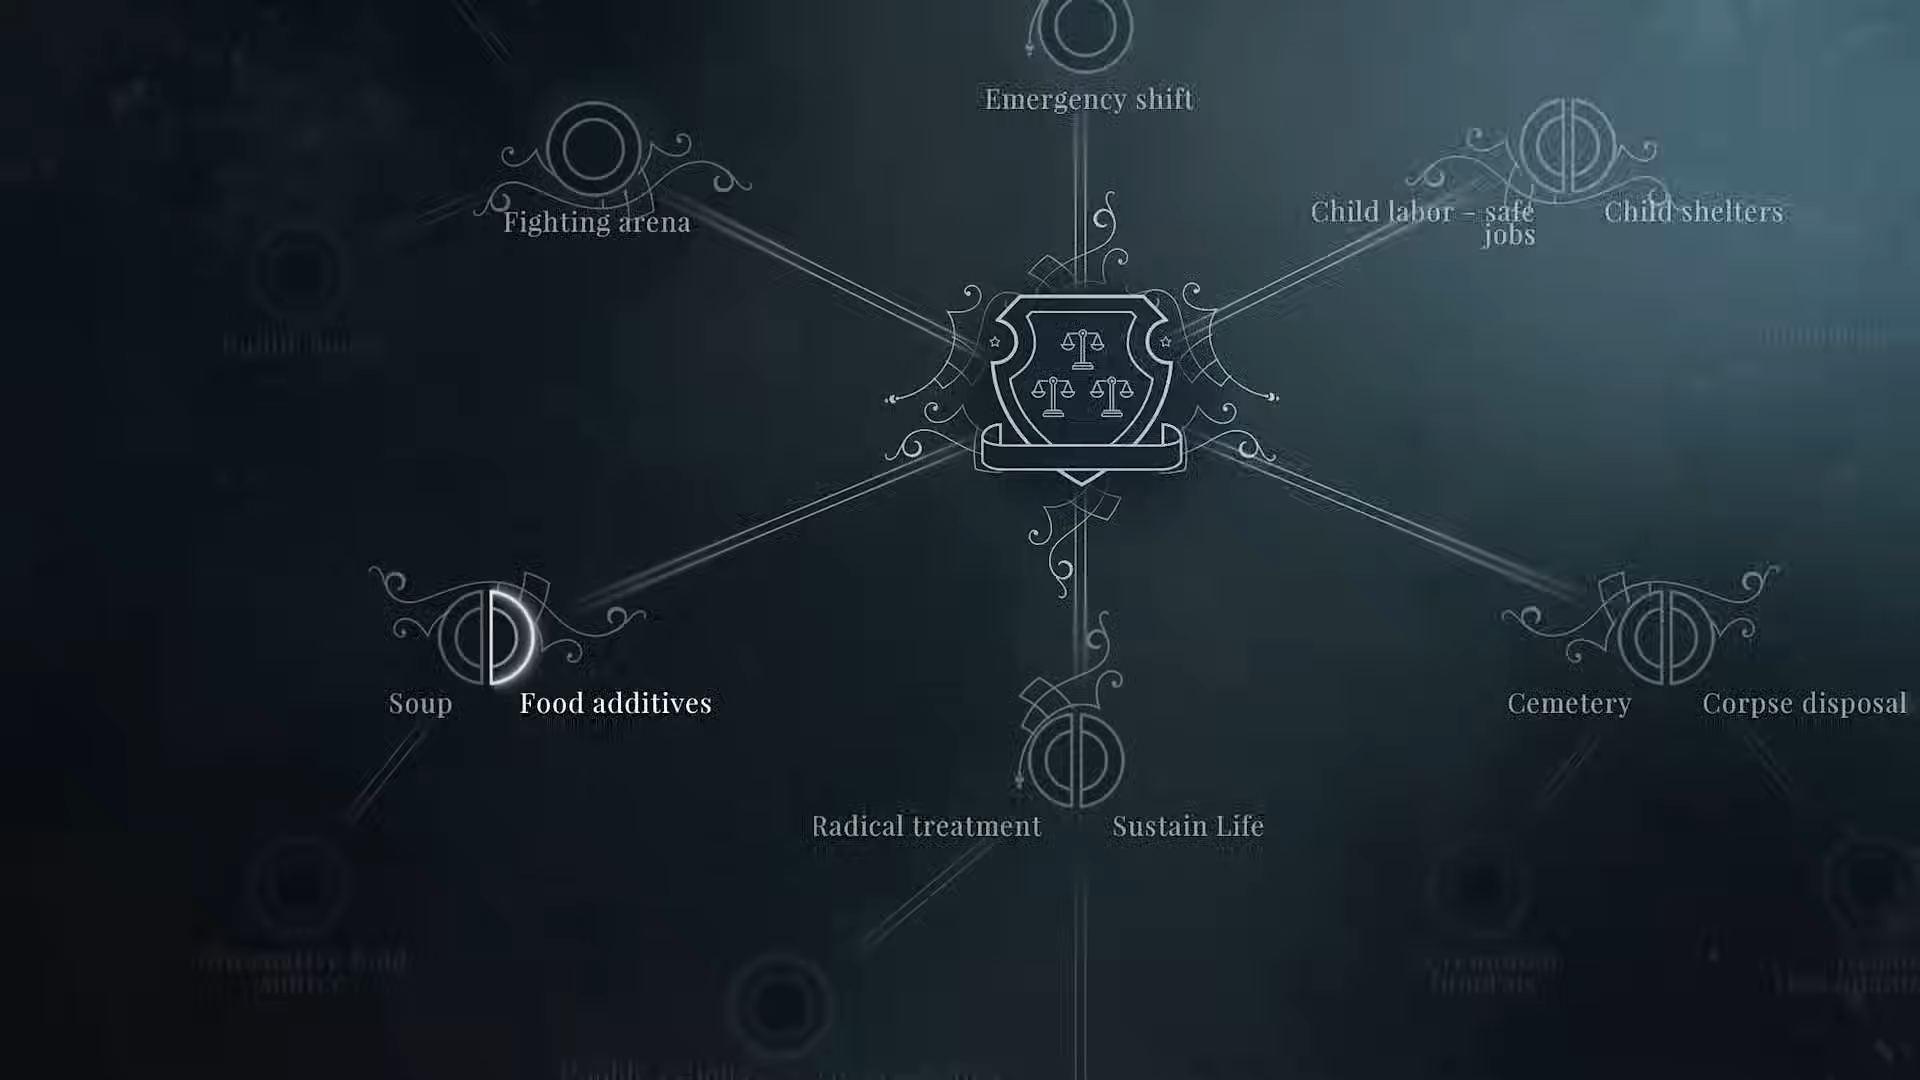 Emergency shift
Fighting arena
Child labor – safe
jobs
Child shelters
Soup
Food additives
Cemetery
Corpse disposal
Radical treatment
Sustain Life